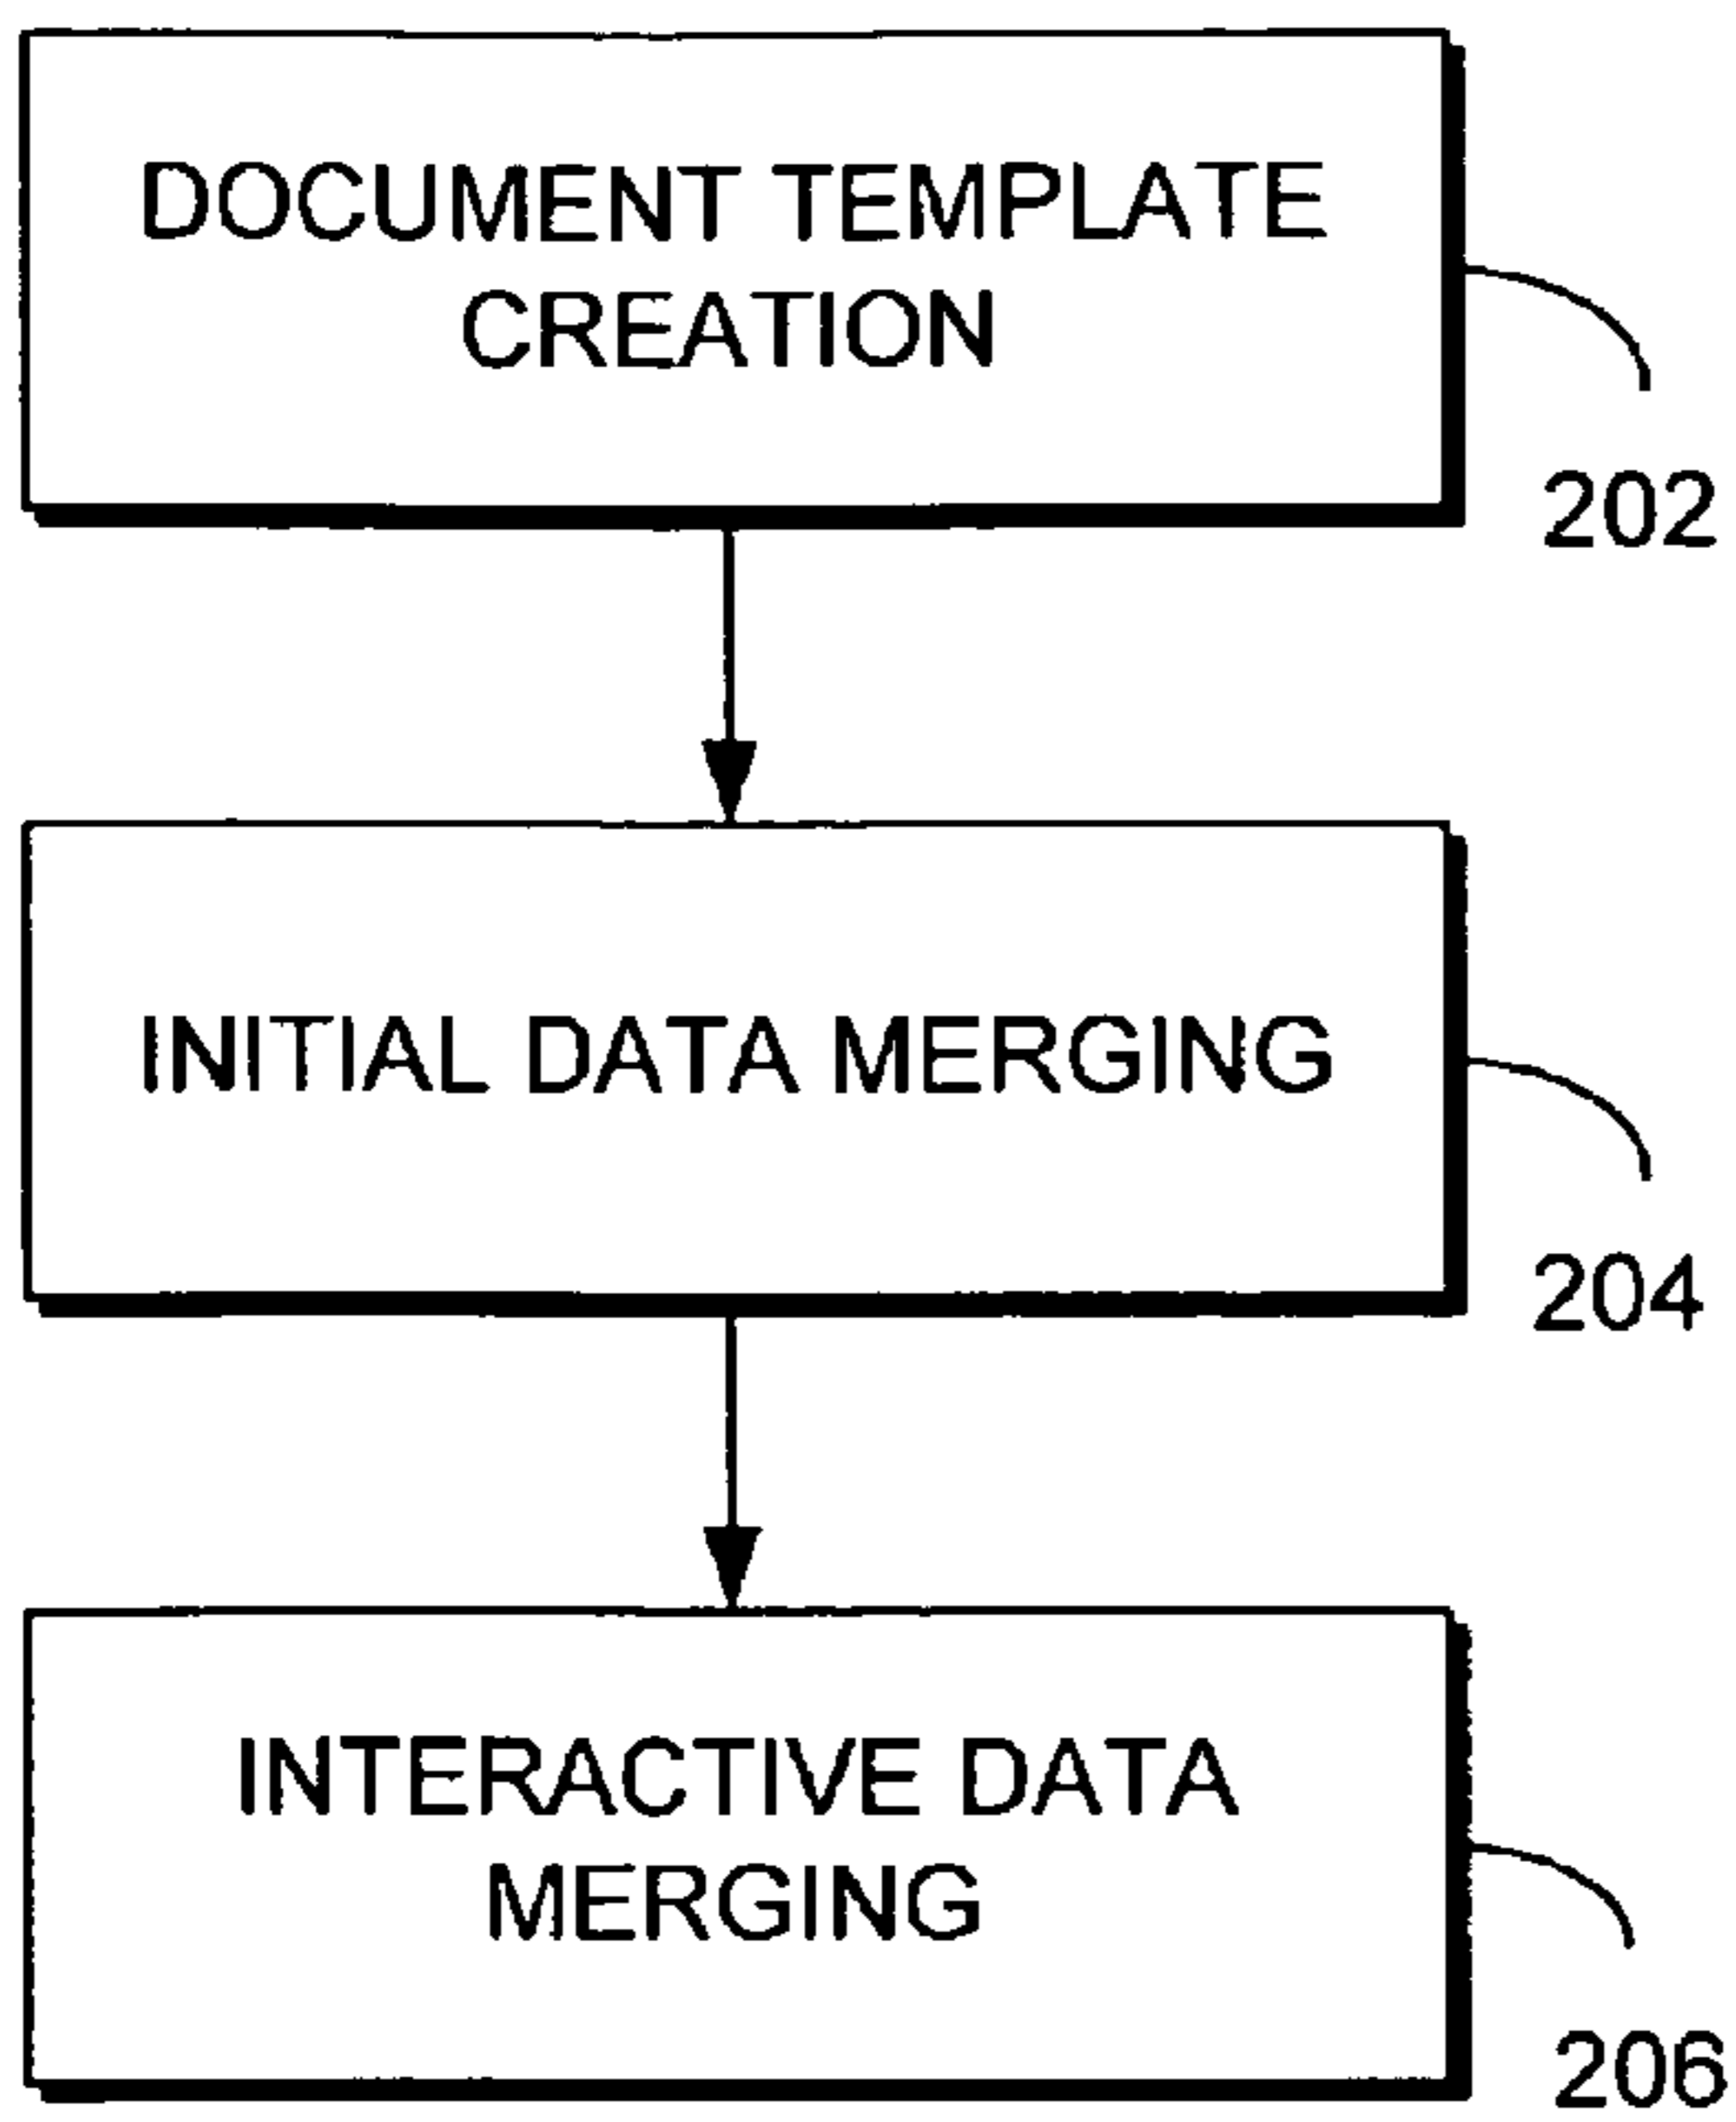 DOCUMENT TEMPLATE
CREATION
202
INITIAL DATA MERGING
204
INTERACTIVE DATA
MERGING
206